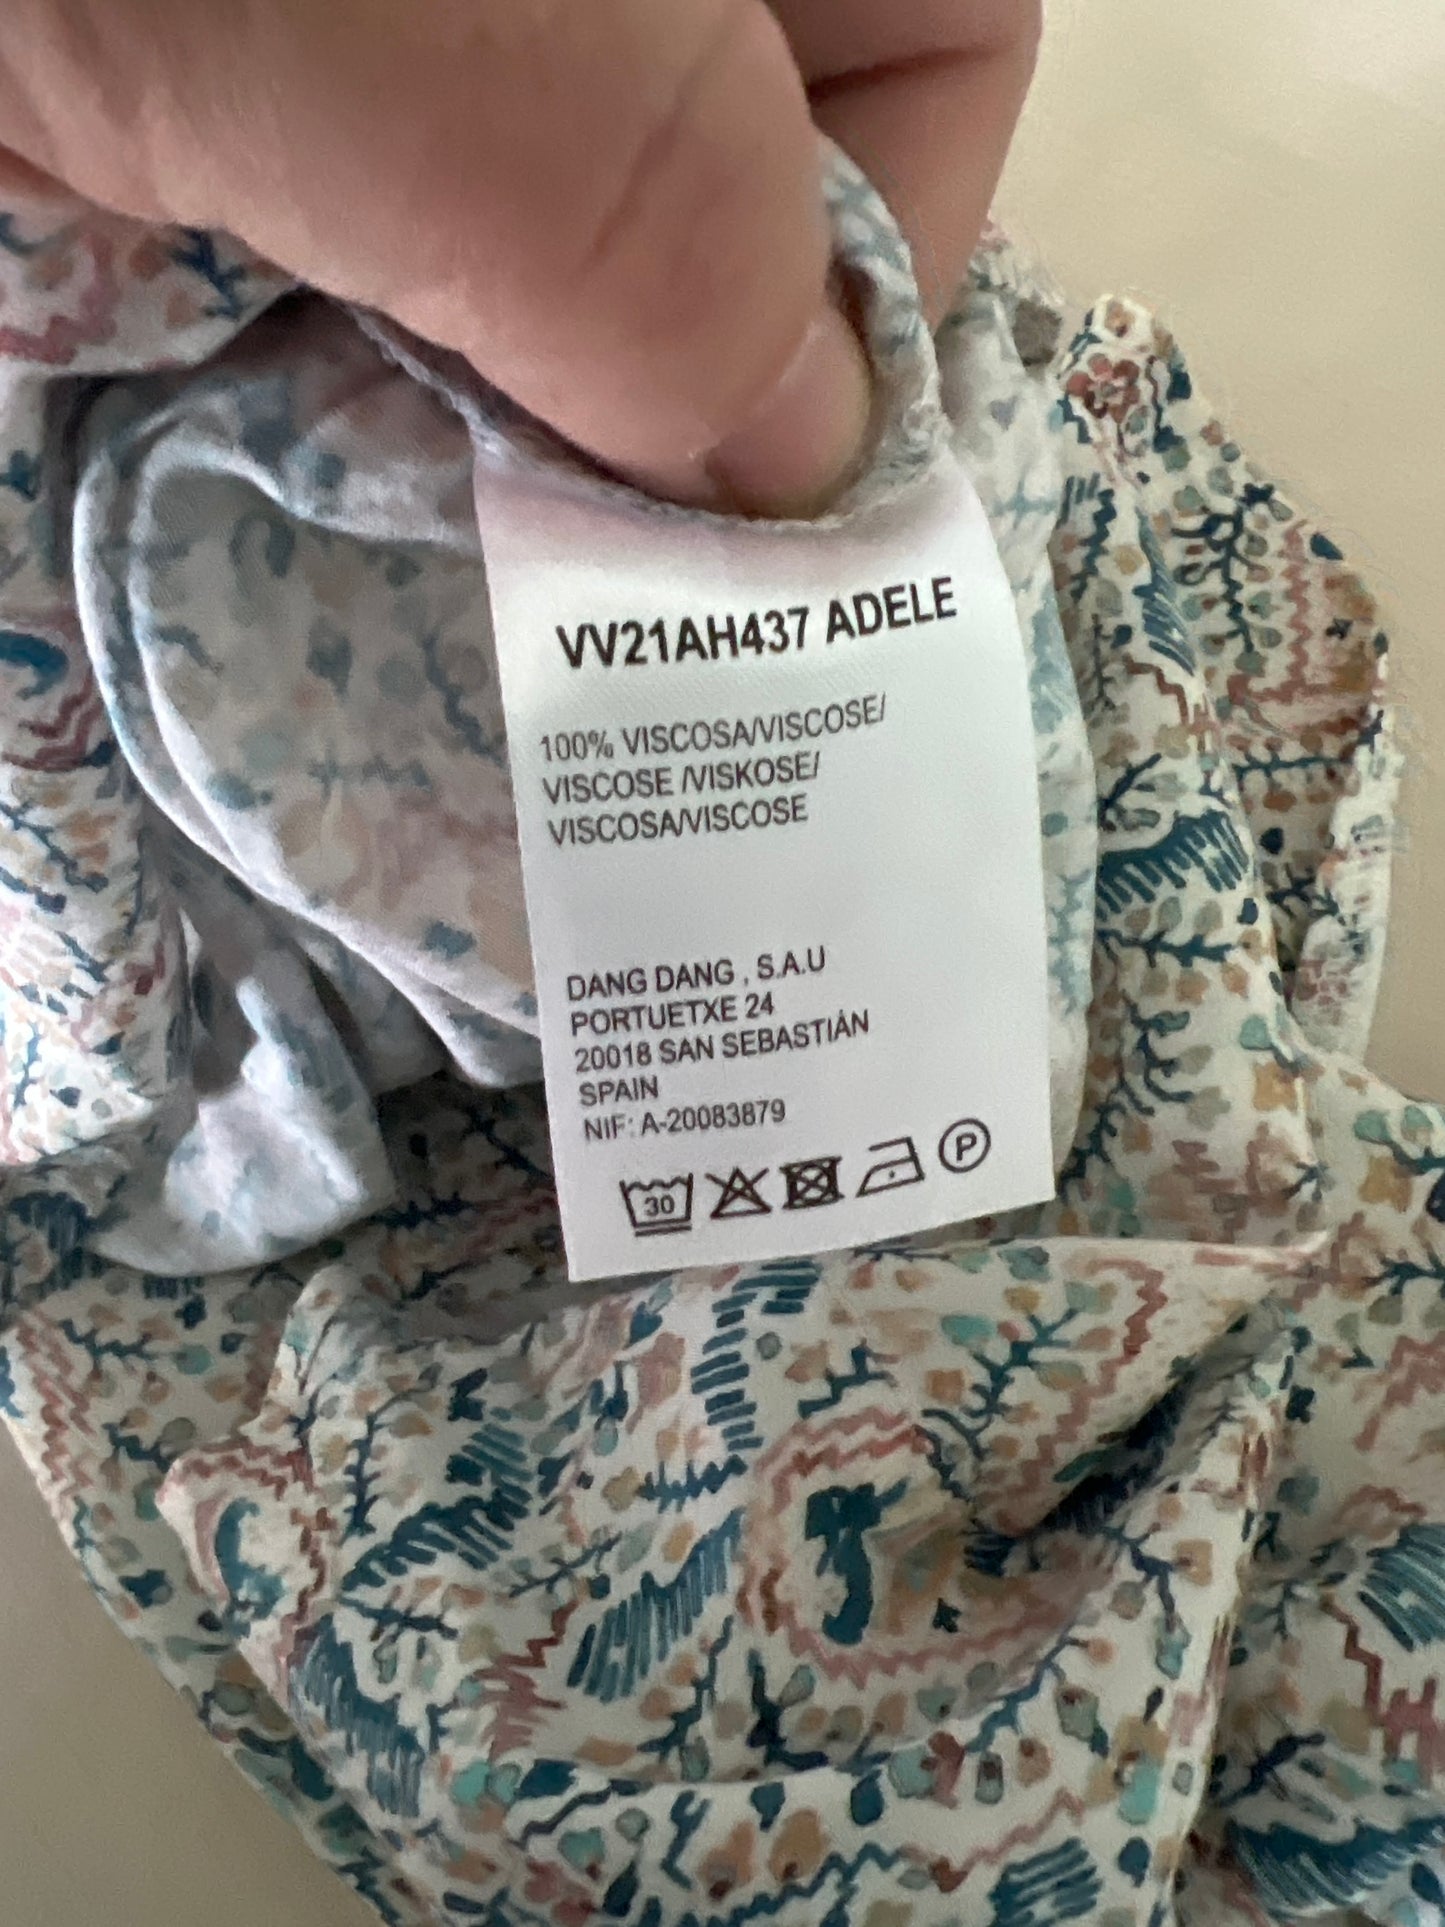 VV21AH437 ADELE
100% VISCOSA/VISCOSE/
VISCOSE /VISKOSE/
VISCOSA/VISCOSE
DANG DANG , S.A.U
PORTUETXE 24
20018 SAN SEBASTIÁN
SPAIN
NIF: A-20083879
30 P